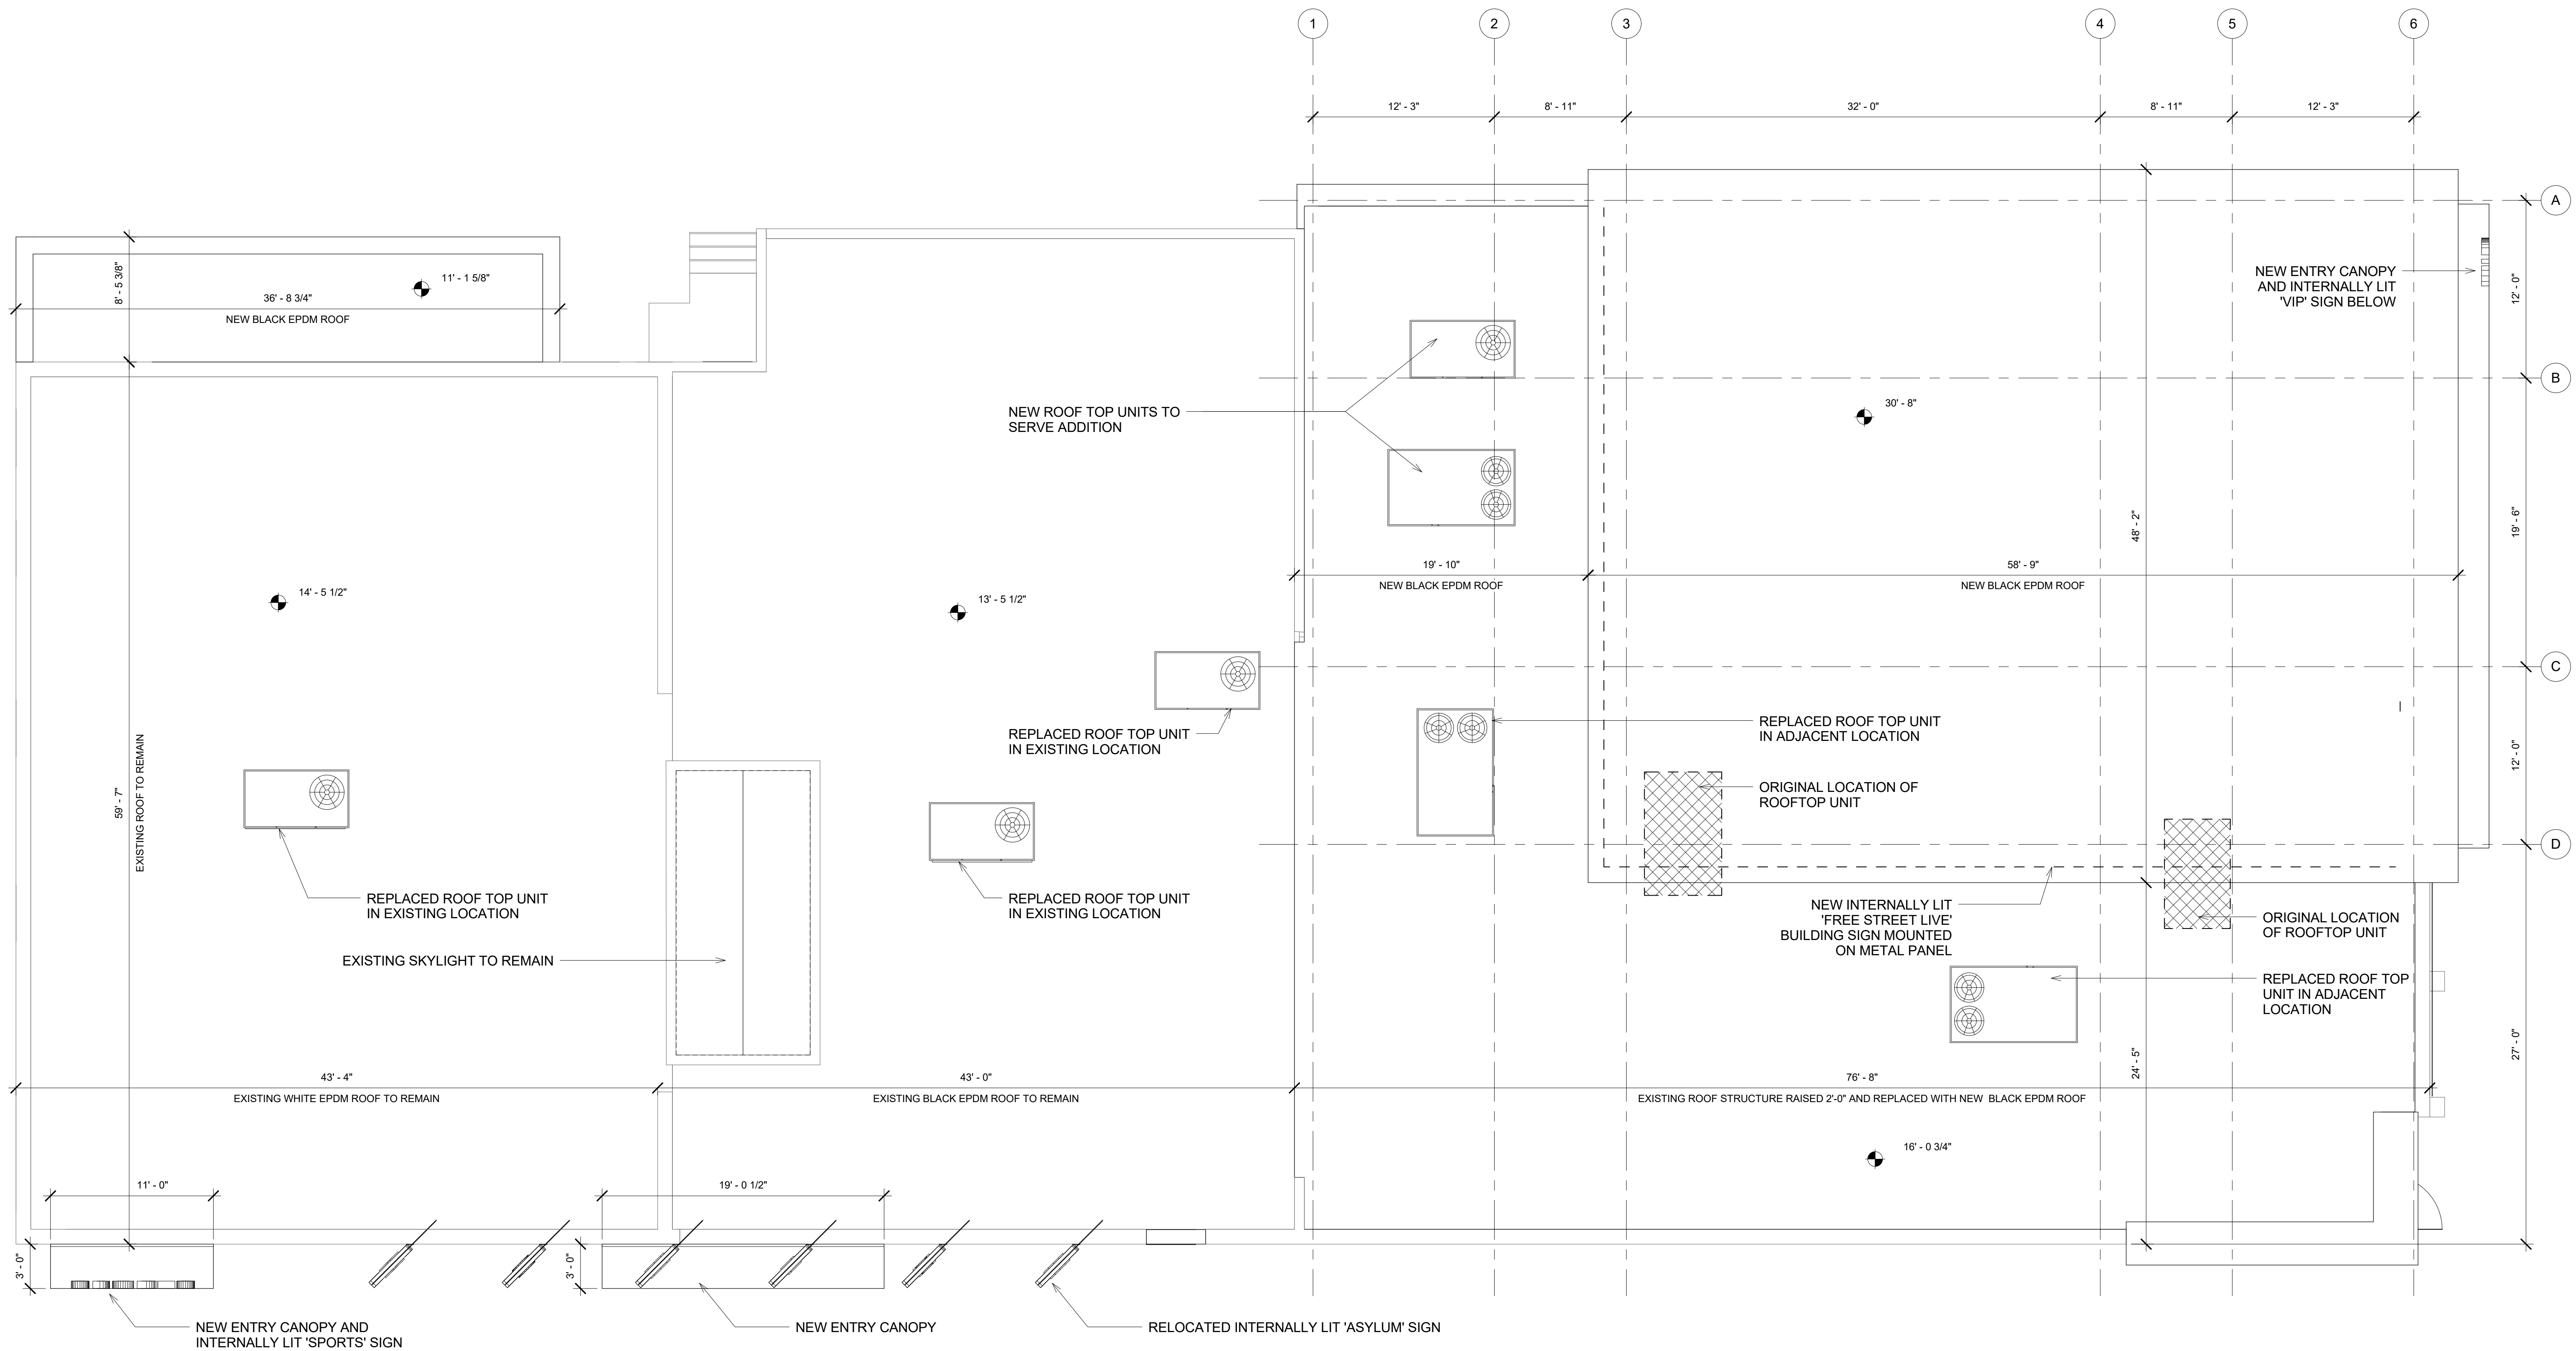 1
2
3
4
5
6
12' - 3"
8' - 11"
32' - 0"
8' - 11"
12' - 3"
A
B
C
D
12' - 0"
19' - 6"
12' - 0"
27' - 0"
NEW ENTRY CANOPY
AND INTERNALLY LIT
'VIP' SIGN BELOW
8' - 5 3/8"
36' - 8 3/4"
NEW BLACK EPDM ROOF
11' - 1 5/8"
NEW ROOF TOP UNITS TO
SERVE ADDITION
30' - 8"
48' - 2"
19' - 10"
NEW BLACK EPDM ROOF
58' - 9"
NEW BLACK EPDM ROOF
14' - 5 1/2"
13' - 5 1/2"
59' - 7"
EXISTING ROOF TO REMAIN
REPLACED ROOF TOP UNIT
IN EXISTING LOCATION
REPLACED ROOF TOP UNIT
IN ADJACENT LOCATION
ORIGINAL LOCATION OF
ROOFTOP UNIT
REPLACED ROOF TOP UNIT
IN EXISTING LOCATION
REPLACED ROOF TOP UNIT
IN EXISTING LOCATION
NEW INTERNALLY LIT
'FREE STREET LIVE'
BUILDING SIGN MOUNTED
ON METAL PANEL
ORIGINAL LOCATION
OF ROOFTOP UNIT
EXISTING SKYLIGHT TO REMAIN
REPLACED ROOF TOP
UNIT IN ADJACENT
LOCATION
24' - 5"
43' - 4"
EXISTING WHITE EPDM ROOF TO REMAIN
43' - 0"
EXISTING BLACK EPDM ROOF TO REMAIN
76' - 8"
EXISTING ROOF STRUCTURE RAISED 2'-0" AND REPLACED WITH NEW BLACK EPDM ROOF
16' - 0 3/4"
11' - 0"
19' - 0 1/2"
3' - 0"
3' - 0"
NEW ENTRY CANOPY AND
INTERNALLY LIT 'SPORTS' SIGN
NEW ENTRY CANOPY
RELOCATED INTERNALLY LIT 'ASYLUM' SIGN